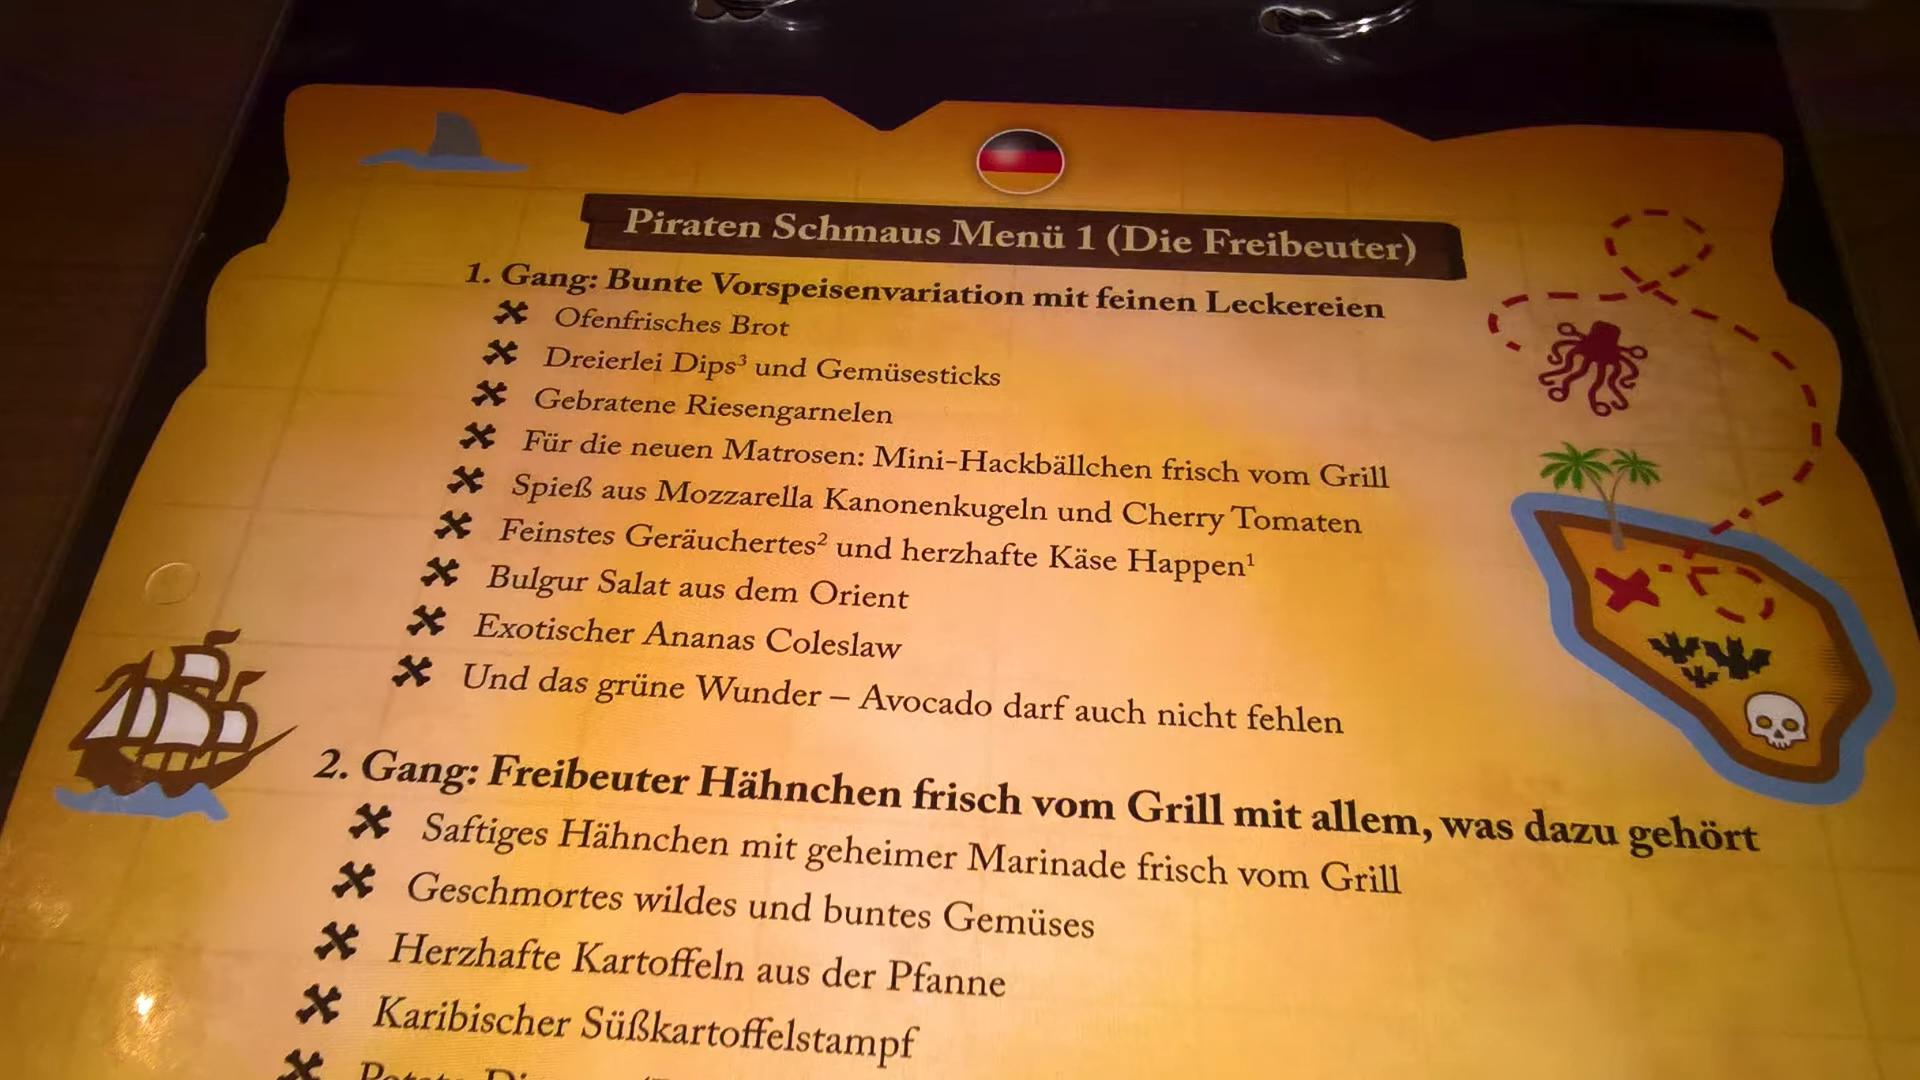 Piraten Schmaus Menü 1 (Die Freibeuter)
1. Gang: Bunte Vorspeisenvariation mit feinen Leckereien
Ofenfrisches Brot
Dreierlei Dips³ und Gemüsesticks
Gebratene Riesengarnelen
Für die neuen Matrosen: Mini-Hackbällchen frisch vom Grill
Spieß aus Mozzarella Kanonenkugeln und Cherry Tomaten
Feinstes Geräuchertes² und herzhafte Käse Happen¹
Bulgur Salat aus dem Orient
Exotischer Ananas Coleslaw
Und das grüne Wunder – Avocado darf auch nicht fehlen
2. Gang: Freibeuter Hähnchen frisch vom Grill mit allem, was dazu gehört
Saftiges Hähnchen mit geheimer Marinade frisch vom Grill
Geschmortes wildes und buntes Gemüses
Herzhafte Kartoffeln aus der Pfanne
Karibischer Süßkartoffelstampf